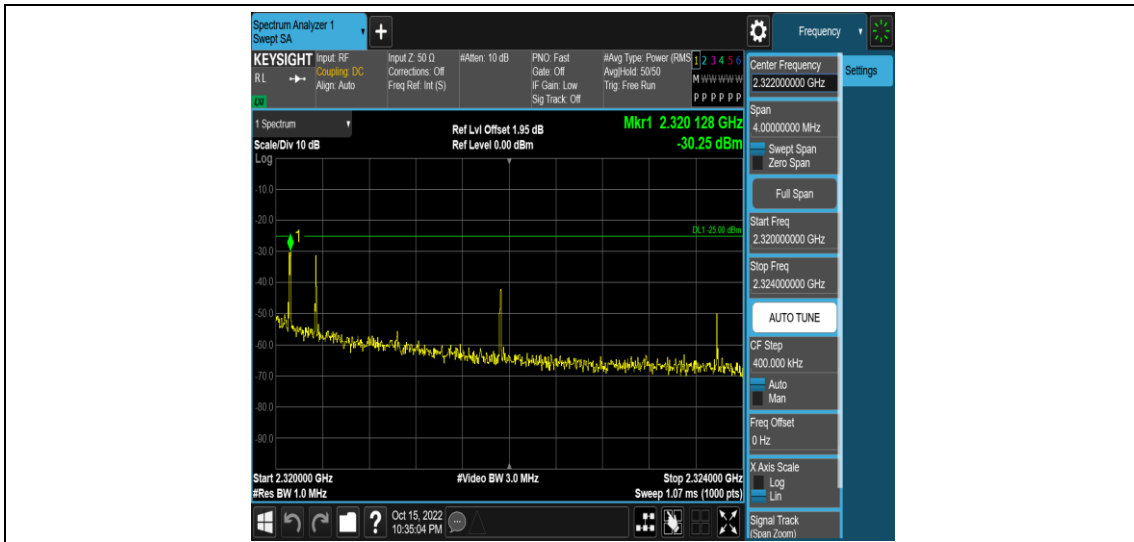 Spectrum Analyzer 1
Swept SA
+
Frequency
KEYSIGHT
RL
LXI
Input: RF
Coupling: DC
Align: Auto
Input Z: 50 Ω
Corrections: Off
Freq Ref: Int (S)
#Atten: 10 dB
PNO: Fast
Gate: Off
IF Gain: Low
Sig Track: Off
#Avg Type: Power (RMS
Avg|Hold: 50/50
Trig: Free Run
1 2 3 4 5 6
M W W W W W
P P P P P P
Center Frequency
2.322000000 GHz
Settings
Span
4.00000000 MHz
Swept Span
Zero Span
Full Span
Start Freq
2.320000000 GHz
Stop Freq
2.324000000 GHz
AUTO TUNE
CF Step
400.000 kHz
Auto
Man
Freq Offset
0 Hz
X Axis Scale
Log
Lin
Signal Track
(Span Zoom)
1 Spectrum
Scale/Div 10 dB
Ref Lvl Offset 1.95 dB
Ref Level 0.00 dBm
Mkr1 2.320 128 GHz
-30.25 dBm
Log
-10.0
-20.0
DL1 -25.00 dBm
1
-30.0
-40.0
-50.0
-60.0
-70.0
-80.0
-90.0
Start 2.320000 GHz
#Res BW 1.0 MHz
#Video BW 3.0 MHz
Stop 2.324000 GHz
Sweep 1.07 ms (1000 pts)
?
Oct 15, 2022
10:35:04 PM